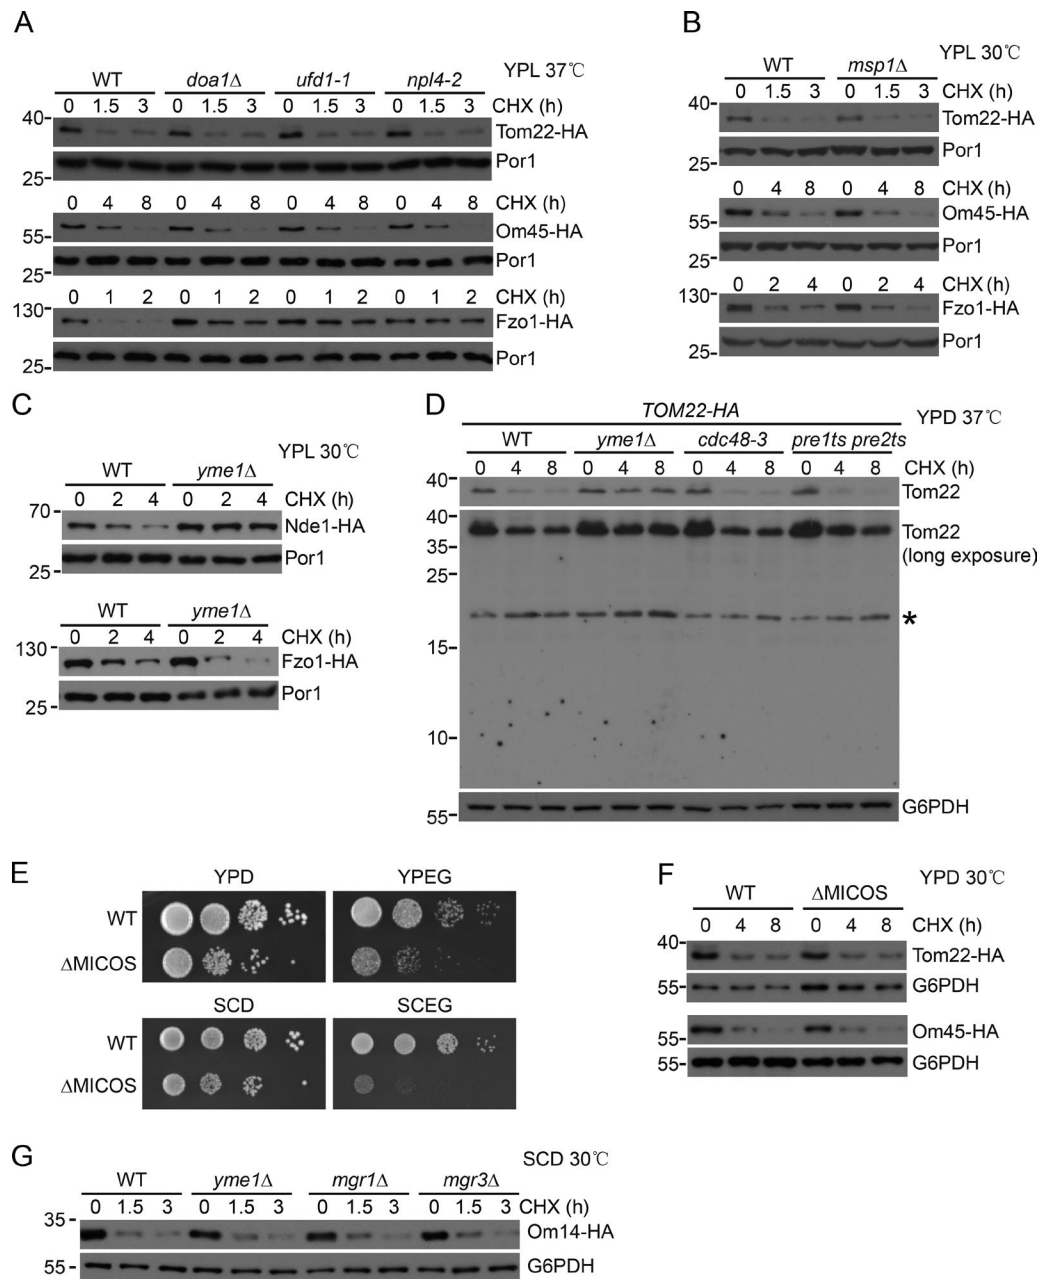 A
YPL 37℃
WT doa1Δ ufd1-1 npl4-2
0 1.5 3 0 1.5 3 0 1.5 3 0 1.5 3 CHX (h)
40
Tom22-HA
Por1
25
0 4 8 0 4 8 0 4 8 0 4 8 CHX (h)
55
Om45-HA
Por1
25
0 1 2 0 1 2 0 1 2 0 1 2 CHX (h)
130
Fzo1-HA
Por1
25
B
YPL 30℃
WT msp1Δ
0 1.5 3 0 1.5 3 CHX (h)
40
Tom22-HA
Por1
25
0 4 8 0 4 8 CHX (h)
55
Om45-HA
Por1
25
0 2 4 0 2 4 CHX (h)
130
Fzo1-HA
Por1
25
C
YPL 30℃
WT yme1Δ
0 2 4 0 2 4 CHX (h)
70
Nde1-HA
Por1
25
WT yme1Δ
0 2 4 0 2 4 CHX (h)
130
Fzo1-HA
Por1
25
D
TOM22-HA
YPD 37℃
WT yme1Δ cdc48-3 pre1ts pre2ts
0 4 8 0 4 8 0 4 8 0 4 8 CHX (h)
40
Tom22
40
Tom22
35
(long exposure)
25
*
15
10
G6PDH
55
E
YPD YPEG
WT
ΔMICOS
SCD SCEG
WT
ΔMICOS
F
YPD 30℃
WT ΔMICOS
0 4 8 0 4 8 CHX (h)
40
Tom22-HA
55
G6PDH
Om45-HA
55
55
G6PDH
G
SCD 30℃
WT yme1Δ mgr1Δ mgr3Δ
0 1.5 3 0 1.5 3 0 1.5 3 0 1.5 3 CHX (h)
35
Om14-HA
55
G6PDH